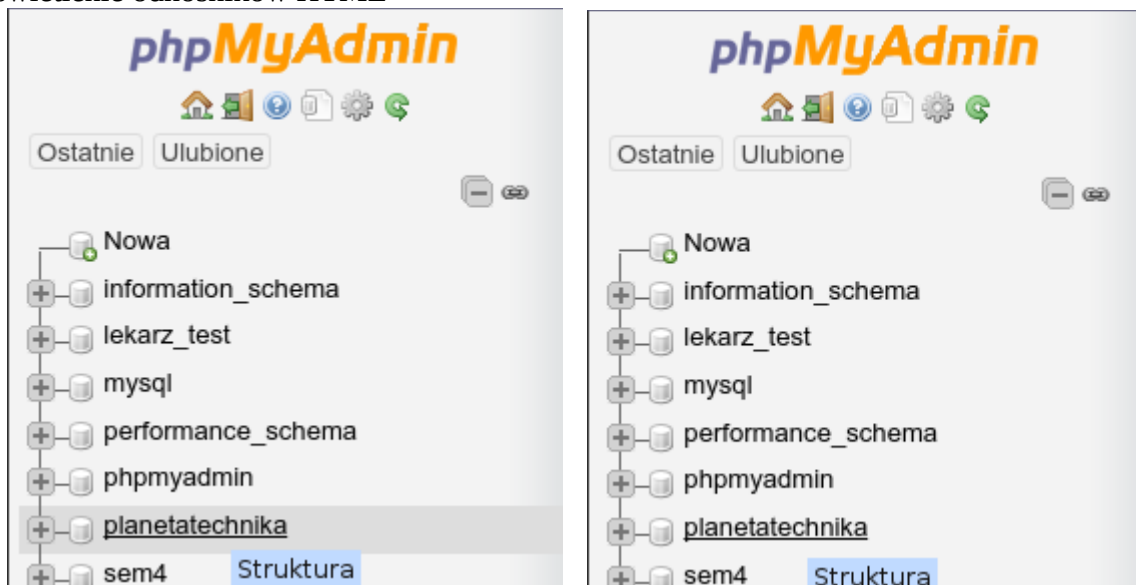 phpMyAdmin
Ostatnie Ulubione
Nowa
information_schema
lekarz_test
mysql
performance_schema
phpmyadmin
planetatechnika
sem4 Struktura
phpMyAdmin
Ostatnie Ulubione
Nowa
information_schema
lekarz_test
mysql
performance_schema
phpmyadmin
planetatechnika
sem4 Struktura